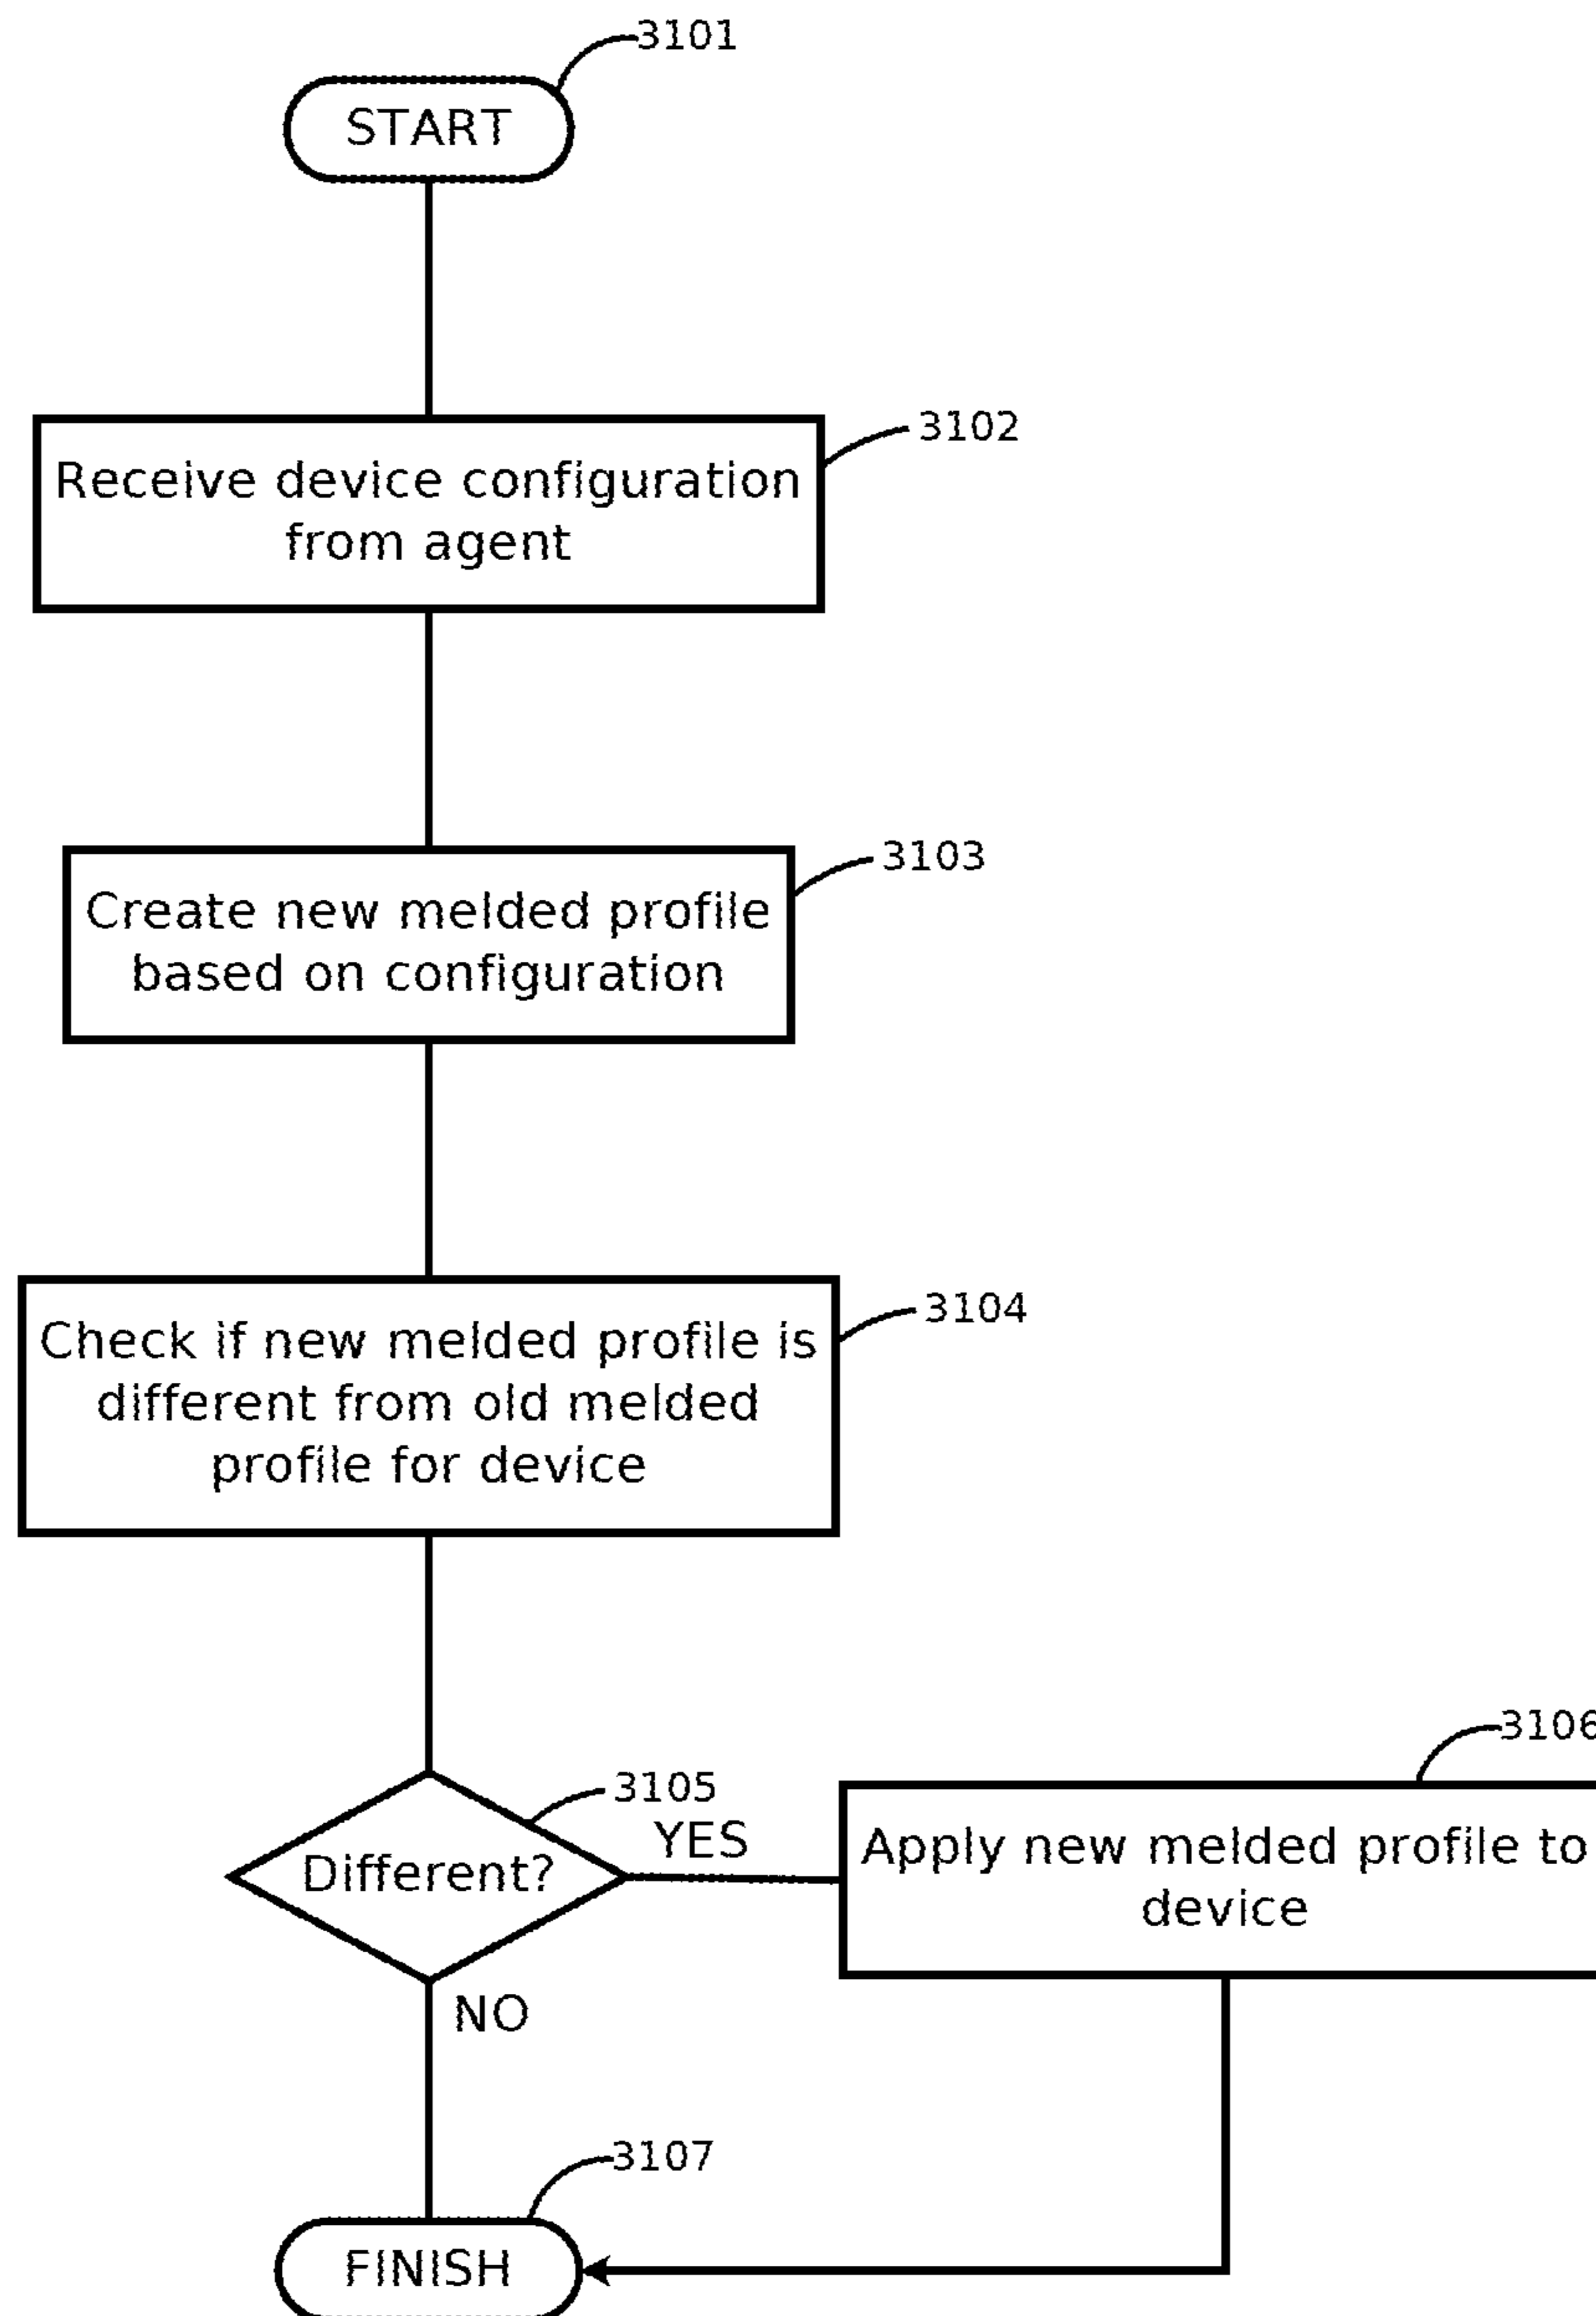 3101
START
3102
Receive device configuration
from agent
3103
Create new melded profile
based on configuration
3104
Check if new melded profile is
different from old melded
profile for device
3105
Different?
YES
3106
Apply new melded profile to
device
NO
3107
FINISH